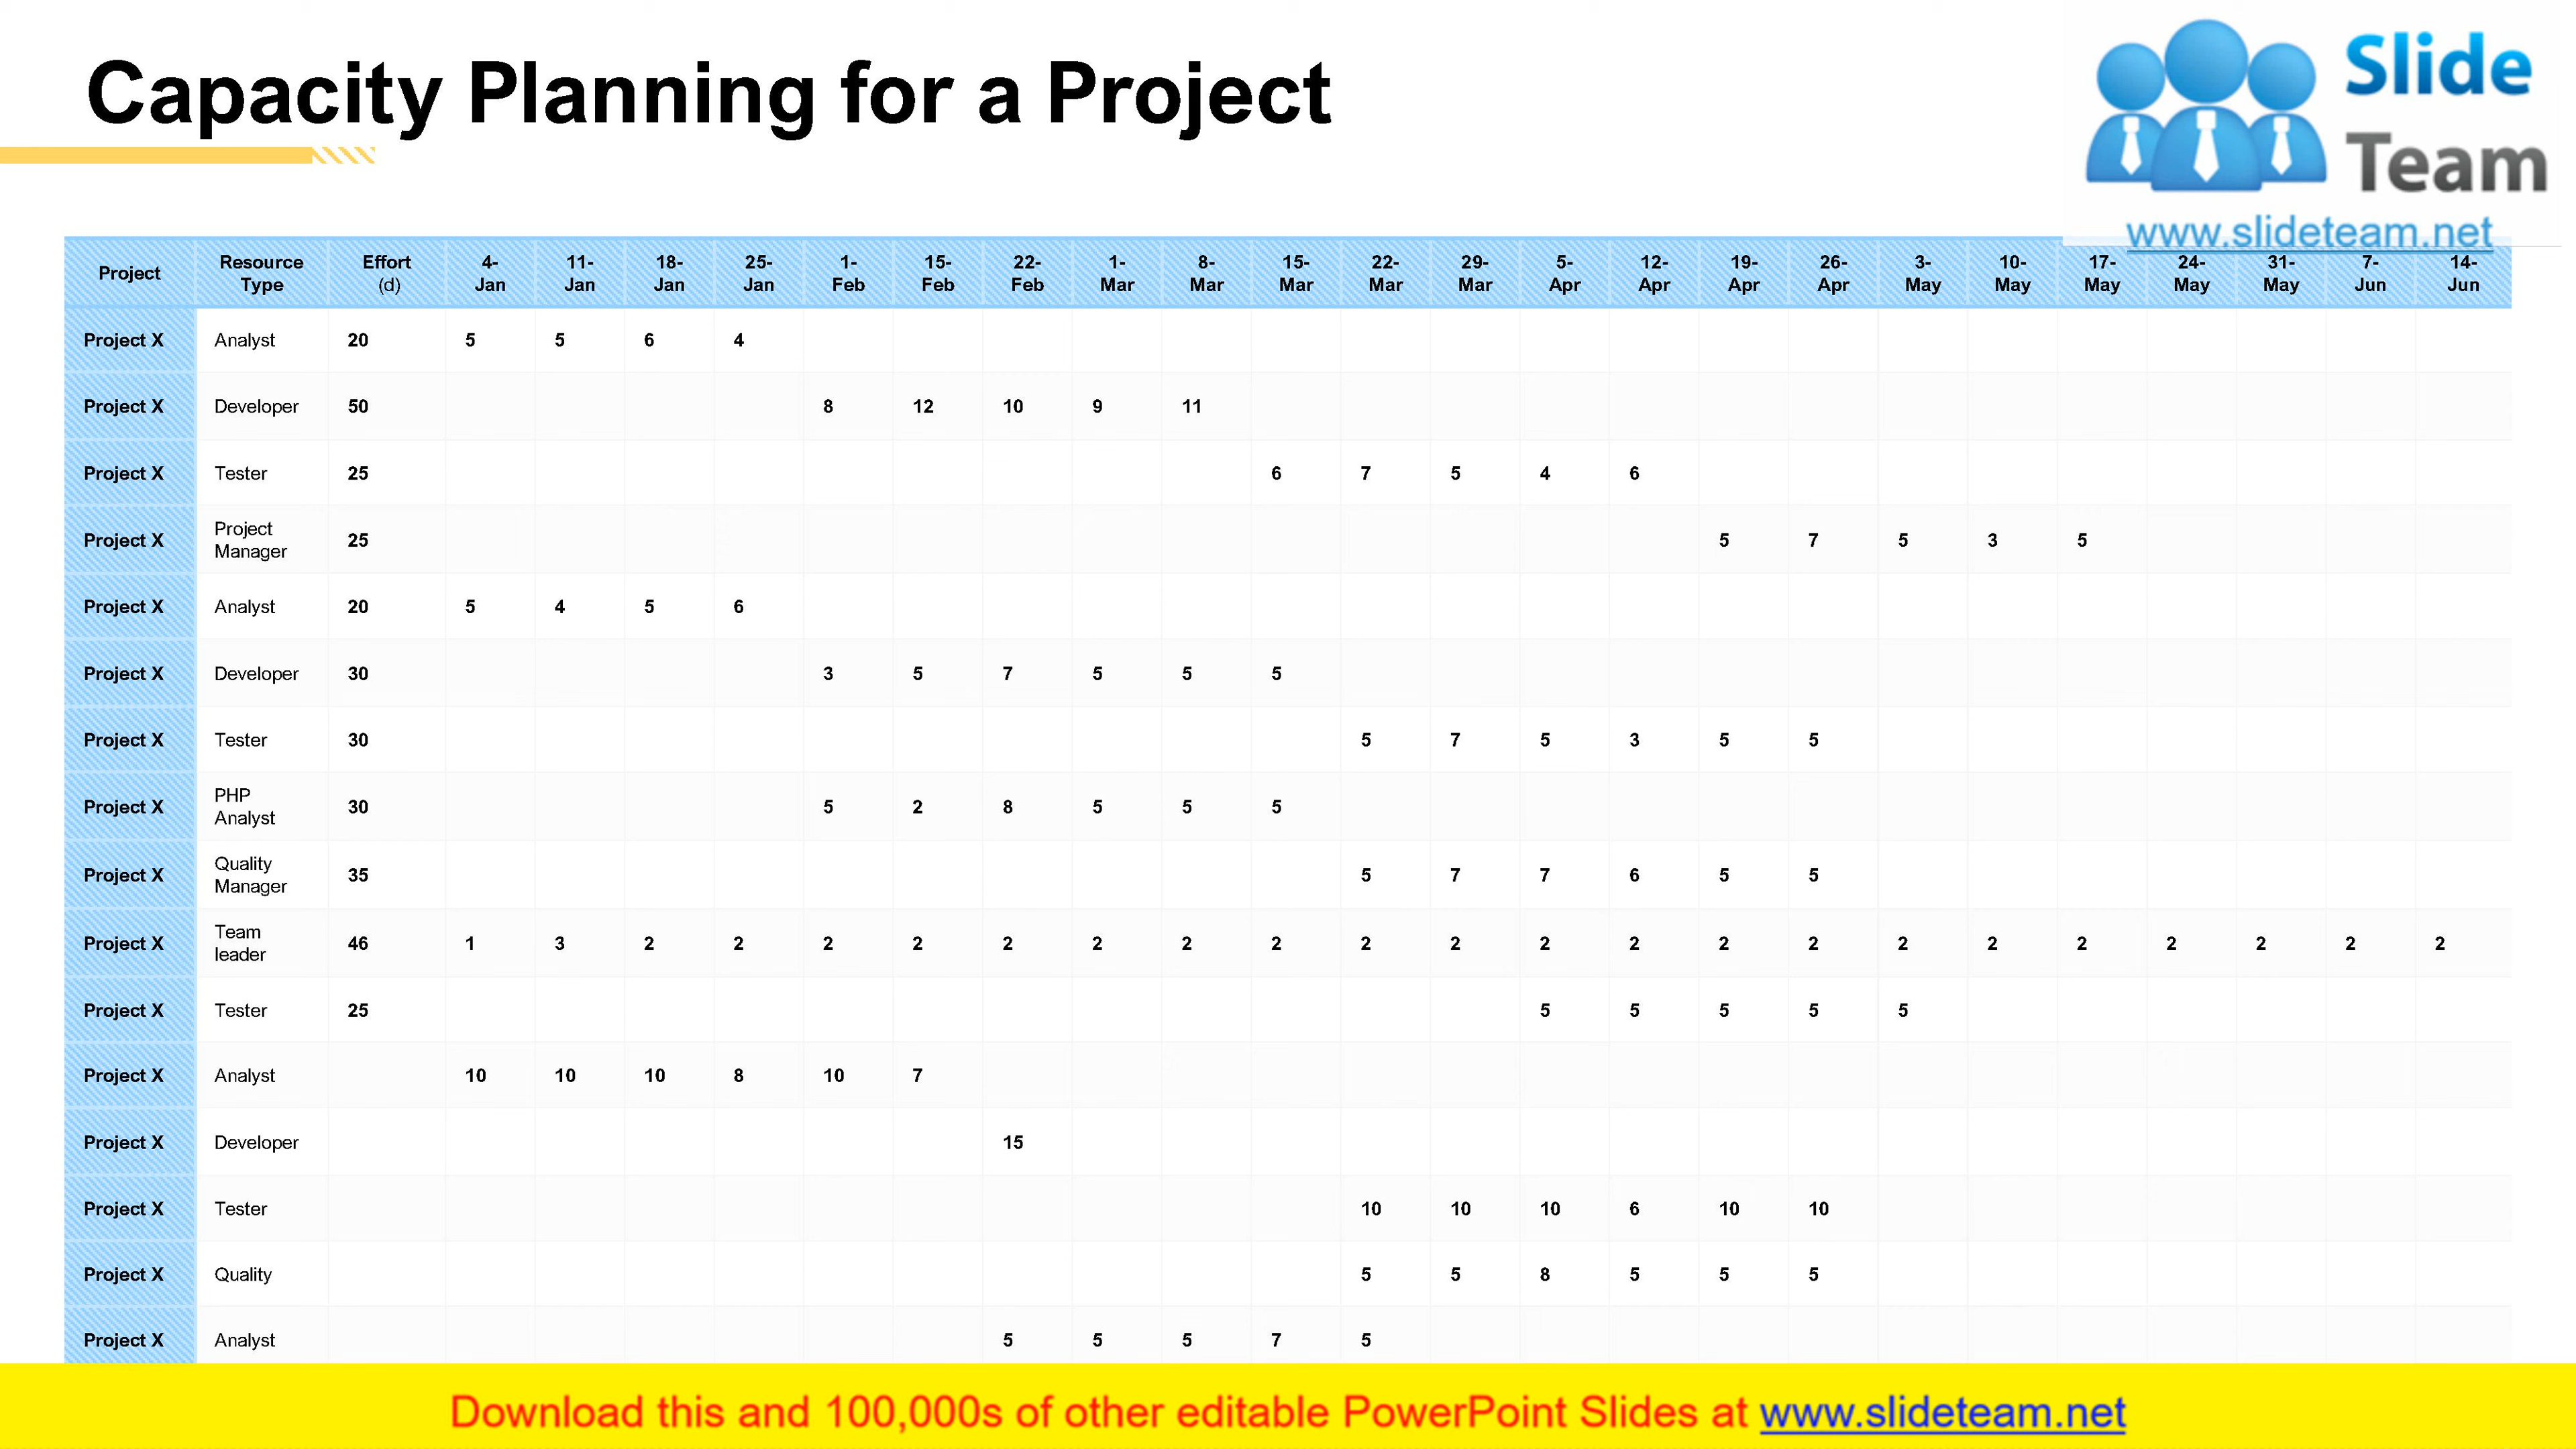 Capacity Planning for a Project
Slide
Team
www.slideteam.net
Project Resource Type Effort (d) 4-Jan 11-Jan 18-Jan 25-Jan 1-Feb 15-Feb 22-Feb 1-Mar 8-Mar 15-Mar 22-Mar 29-Mar 5-Apr 12-Apr 19-Apr 26-Apr 3-May 10-May 17-May 24-May 31-May 7-Jun 14-Jun
Project X Analyst 20 5 5 6 4
Project X Developer 50 8 12 10 9 11
Project X Tester 25 6 7 5 4 6
Project X Project Manager 25 5 7 5 3 5
Project X Analyst 20 5 4 5 6
Project X Developer 30 3 5 7 5 5 5
Project X Tester 30 5 7 5 3 5 5
Project X PHP Analyst 30 5 2 8 5 5 5
Project X Quality Manager 35 5 7 7 6 5 5
Project X Team leader 46 1 3 2 2 2 2 2 2 2 2 2 2 2 2 2 2 2 2 2 2 2 2 2
Project X Tester 25 5 5 5 5 5
Project X Analyst 10 10 10 8 10 7
Project X Developer 15
Project X Tester 10 10 10 6 10 10
Project X Quality 5 5 8 5 5 5
Project X Analyst 5 5 5 7 5
Download this and 100,000s of other editable PowerPoint Slides at www.slideteam.net